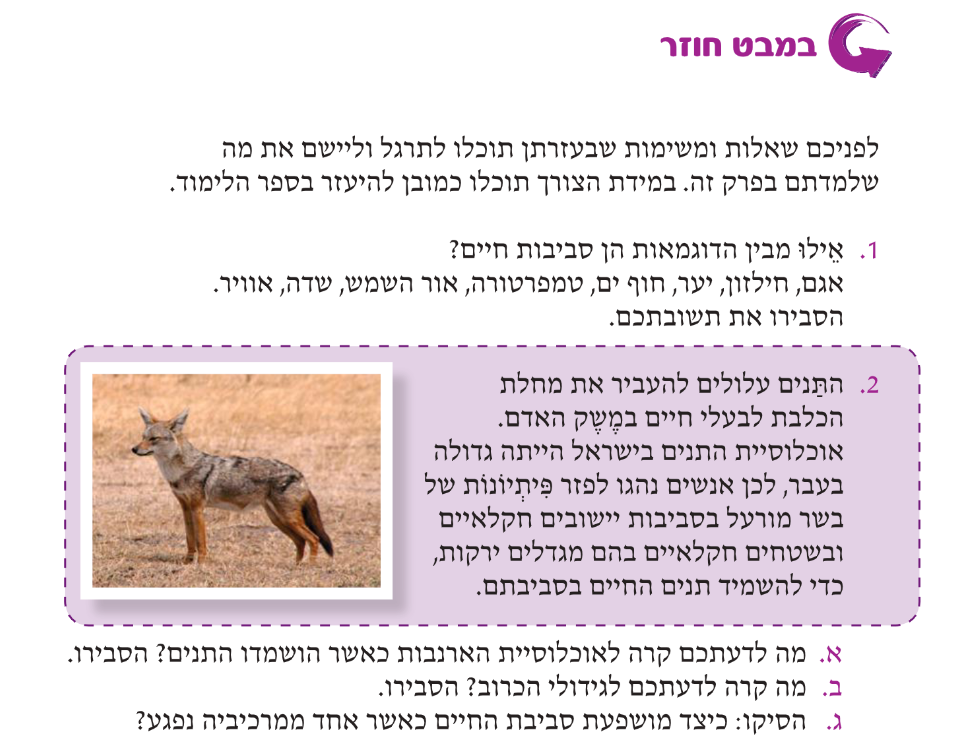 במבט חוזר
לפניכם שאלות ומשימות שבעזרתן תוכלו לתרגל וליישם את מה
שלמדתם בפרק זה. במידת הצורך תוכלו כמובן להיעזר בספר הלימוד.
1. אֵילוּ מבין הדוגמאות הן סביבות חיים?
אגם, חילזון, יער, חוף ים, טמפרטורה, אור השמש, שדה, אוויר.
הסבירו את תשובתכם.
2. התַּנים עלולים להעביר את מחלת
הכלבת לבעלי חיים במֶשֶק האדם.
אוכלוסיית התנים בישראל הייתה גדולה
בעבר, לכן אנשים נהגו לפזר פִּיתְיוֹנוֹת של
בשר מורעל בסביבות יישובים חקלאיים
ובשטחים חקלאיים בהם מגדלים ירקות,
כדי להשמיד תנים החיים בסביבתם.
א. מה לדעתכם קרה לאוכלוסיית הארנבות כאשר הושמדו התנים? הסבירו.
ב. מה קרה לדעתכם לגידולי הכרוב? הסבירו.
ג. הסיקו: כיצד מושפעת סביבת החיים כאשר אחד ממרכיביה נפגע?